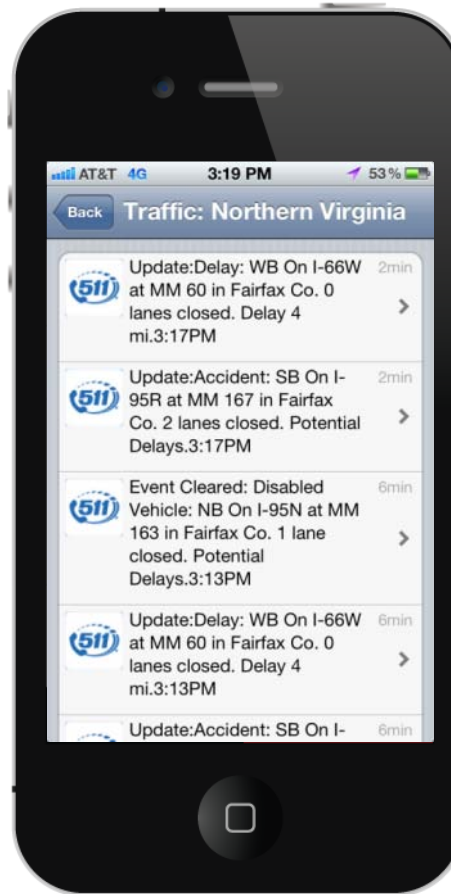 AT&T 4G 3:19 PM 53%
Back Traffic: Northern Virginia
511
Update:Delay: WB On I-66W 2min
at MM 60 in Fairfax Co. 0
lanes closed. Delay 4
mi.3:17PM
511
Update:Accident: SB On I- 2min
95R at MM 167 in Fairfax
Co. 2 lanes closed. Potential
Delays.3:17PM
511
Event Cleared: Disabled 6min
Vehicle: NB On I-95N at MM
163 in Fairfax Co. 1 lane
closed. Potential
Delays.3:13PM
511
Update:Delay: WB On I-66W 6min
at MM 60 in Fairfax Co. 0
lanes closed. Delay 4
mi.3:13PM
Update:Accident: SB On I- 6min